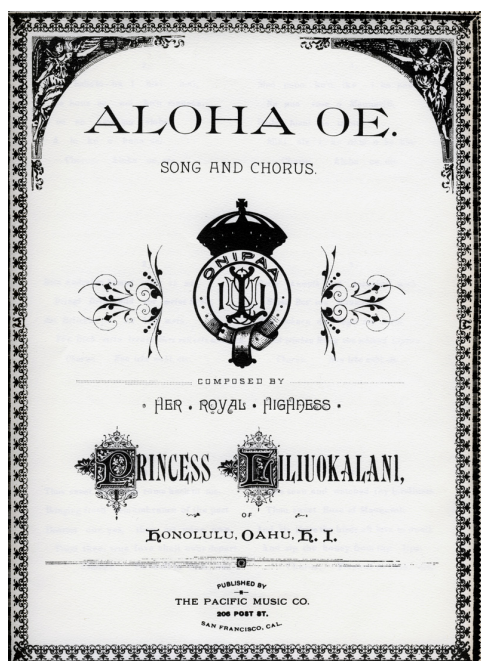 ALOHA OE.
SONG AND CHORUS.
ONIPAA
COMPOSED BY
HER • ROYAL • HIGHNESS •
PRINCESS LILIUOKALANI,
OF
HONOLULU, OAHU, H. I.
PUBLISHED BY
THE PACIFIC MUSIC CO.
206 POST ST.
SAN FRANCISCO, CAL.